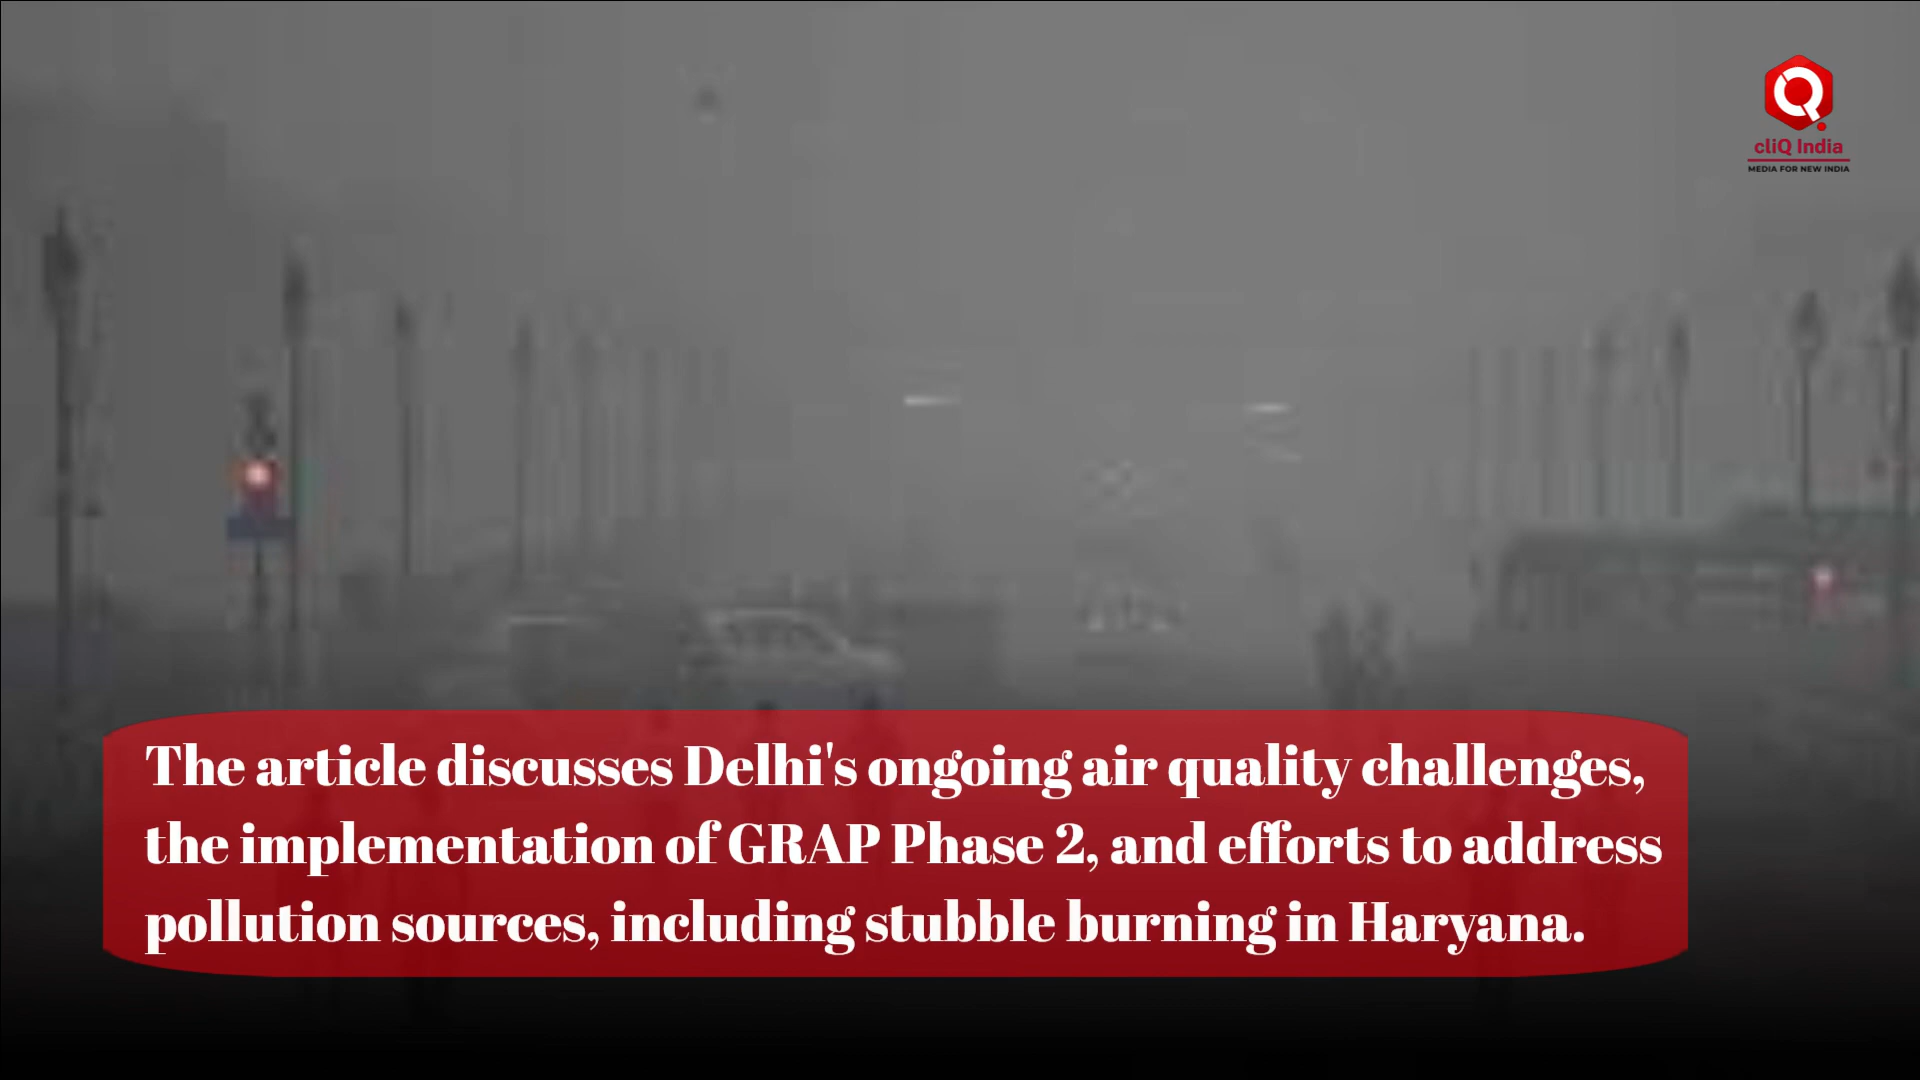 cliQ India
MEDIA FOR NEW INDIA
The article discusses Delhi's ongoing air quality challenges,
the implementation of GRAP Phase 2, and efforts to address
pollution sources, including stubble burning in Haryana.